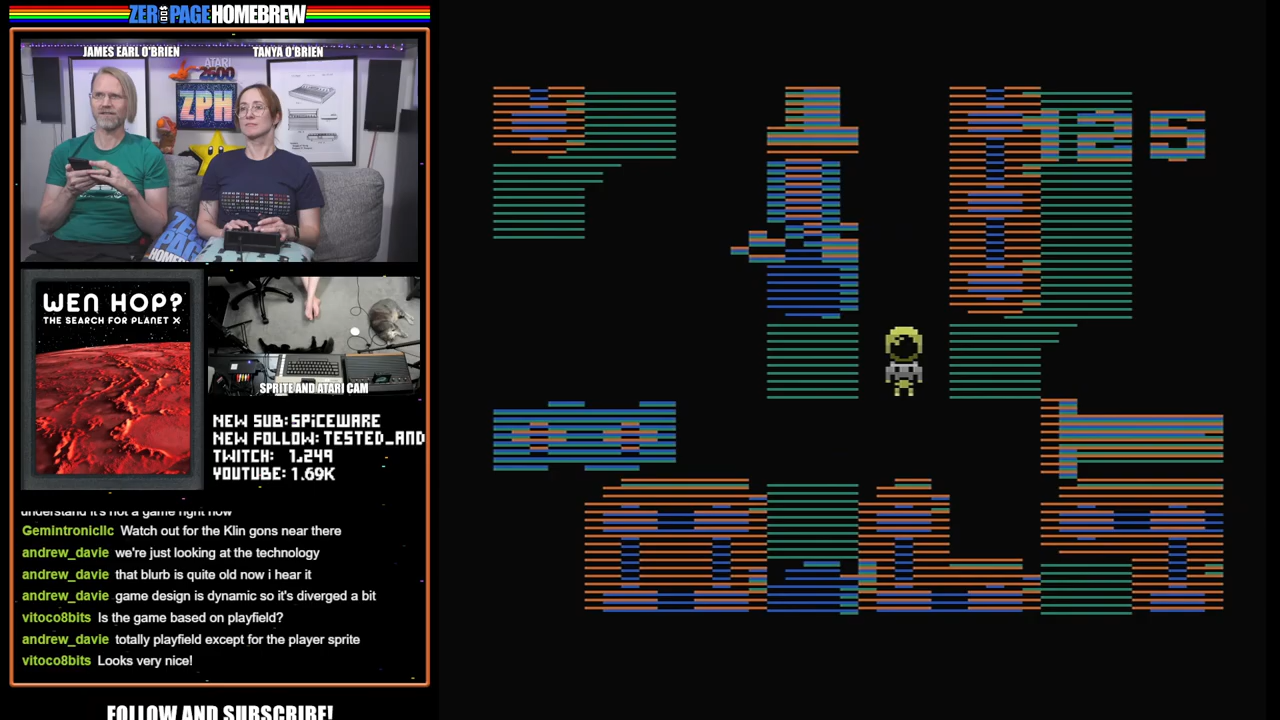 ZERO PAGE HOMEBREW
JAMES EARL O'BRIEN
TANYA O'BRIEN
ATARI
2600
ZPH
WEN HOP?
THE SEARCH FOR PLANET X
SPRITE AND ATARI CAM
NEW SUB: SPICEWARE
NEW FOLLOW: TESTED_AND
TWITCH: 1,249
YOUTUBE: 1.69K
understand it's not a game right now
Gemintronicllc Watch out for the Klin gons near there
andrew_davie we're just looking at the technology
andrew_davie that blurb is quite old now i hear it
andrew_davie game design is dynamic so it's diverged a bit
vitoco8bits Is the game based on playfield?
andrew_davie totally playfield except for the player sprite
vitoco8bits Looks very nice!
FOLLOW AND SUBSCRIBE!
125